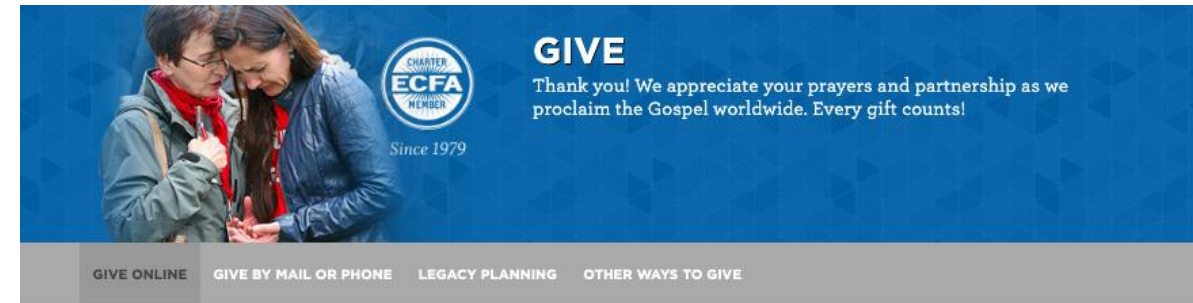 CHARTER
ECFA
MEMBER
Since 1979
GIVE
Thank you! We appreciate your prayers and partnership as we
proclaim the Gospel worldwide. Every gift counts!
GIVE ONLINE GIVE BY MAIL OR PHONE LEGACY PLANNING OTHER WAYS TO GIVE